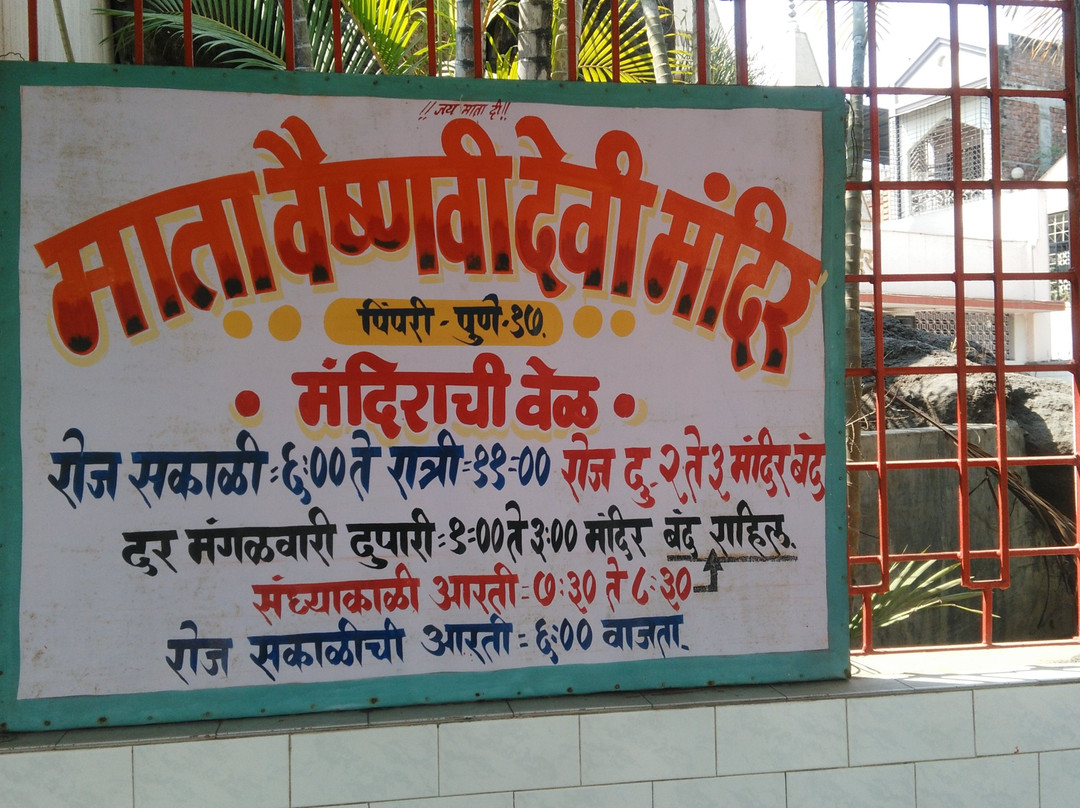 !! जय माता दी !!
माता वैष्णवी देवी मंदिर
पिंपरी - पुणे-१७.
मंदिराची वेळ
रोज सकाळी : ६:०० ते रात्री = ११=०० रोज दु. २ ते ३ मंदिर बंद
दर मंगळवारी दुपारी : १=०० ते ३:०० मांदिर बंद राहिल.
संघ्याकाळी आरती = ७:३० ते ८:३०
रोज सकाळीची आरती = ६:०० वाजता.